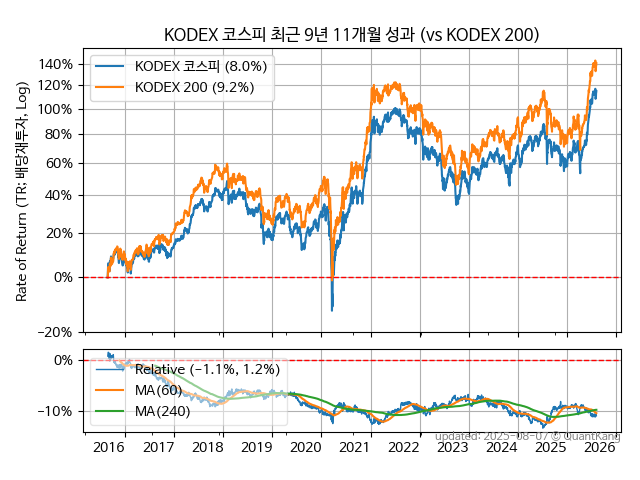 KODEX 코스피 최근 9년 11개월 성과 (vs KODEX 200)
Rate of Return (TR: 배당재투자, Log)
140%
120%
100%
80%
60%
40%
20%
0%
−20%
KODEX 코스피 (8.0%)
KODEX 200 (9.2%)
0%
−10%
Relative (−1.1%, 1.2%)
MA(60)
MA(240)
2016 2017 2018 2019 2020 2021 2022 2023 2024 2025 2026
updated: 2025-08-07 © QuantKang